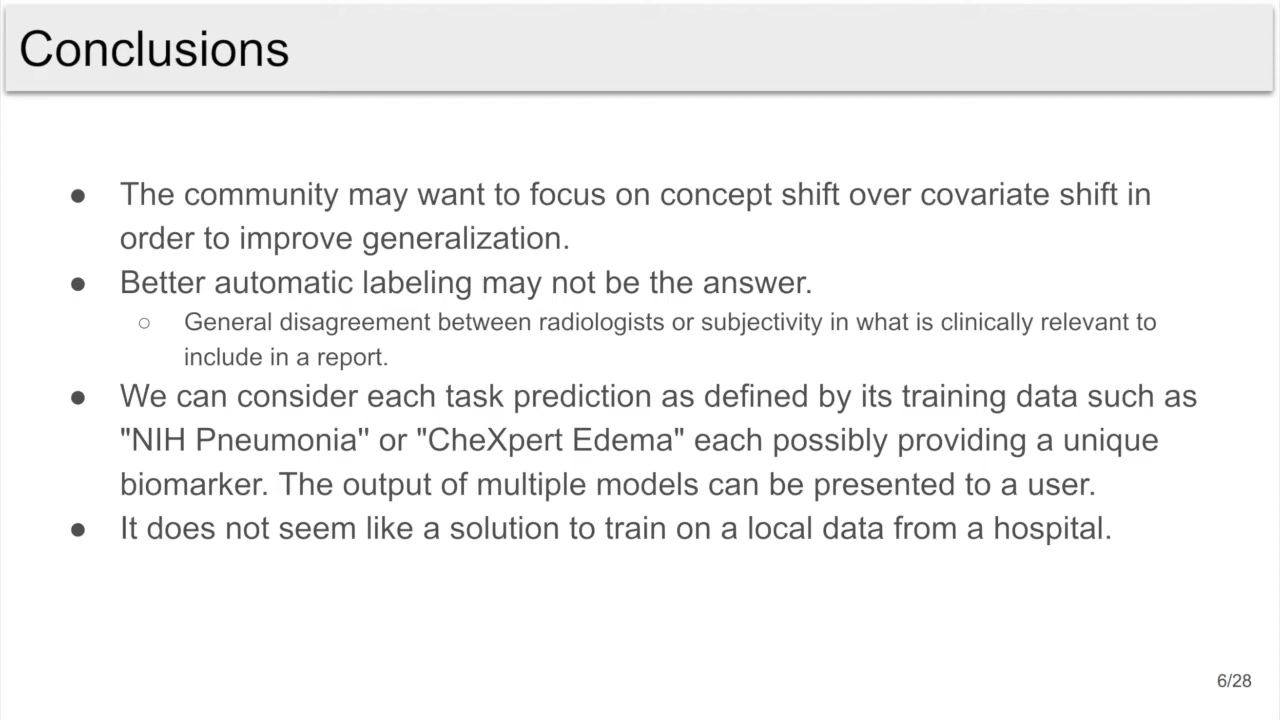 Conclusions
● The community may want to focus on concept shift over covariate shift in
order to improve generalization.
● Better automatic labeling may not be the answer.
○ General disagreement between radiologists or subjectivity in what is clinically relevant to
include in a report.
● We can consider each task prediction as defined by its training data such as
"NIH Pneumonia'' or "CheXpert Edema" each possibly providing a unique
biomarker. The output of multiple models can be presented to a user.
● It does not seem like a solution to train on a local data from a hospital.
6/28